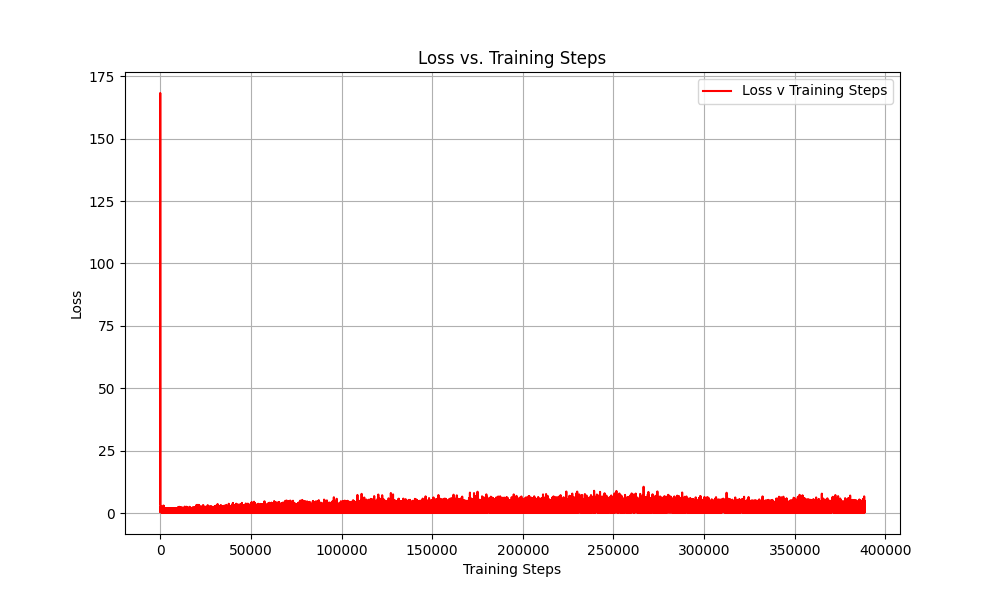 Loss vs. Training Steps
Loss v Training Steps
175
150
125
100
75
50
25
0
Loss
0 50000 100000 150000 200000 250000 300000 350000 400000
Training Steps